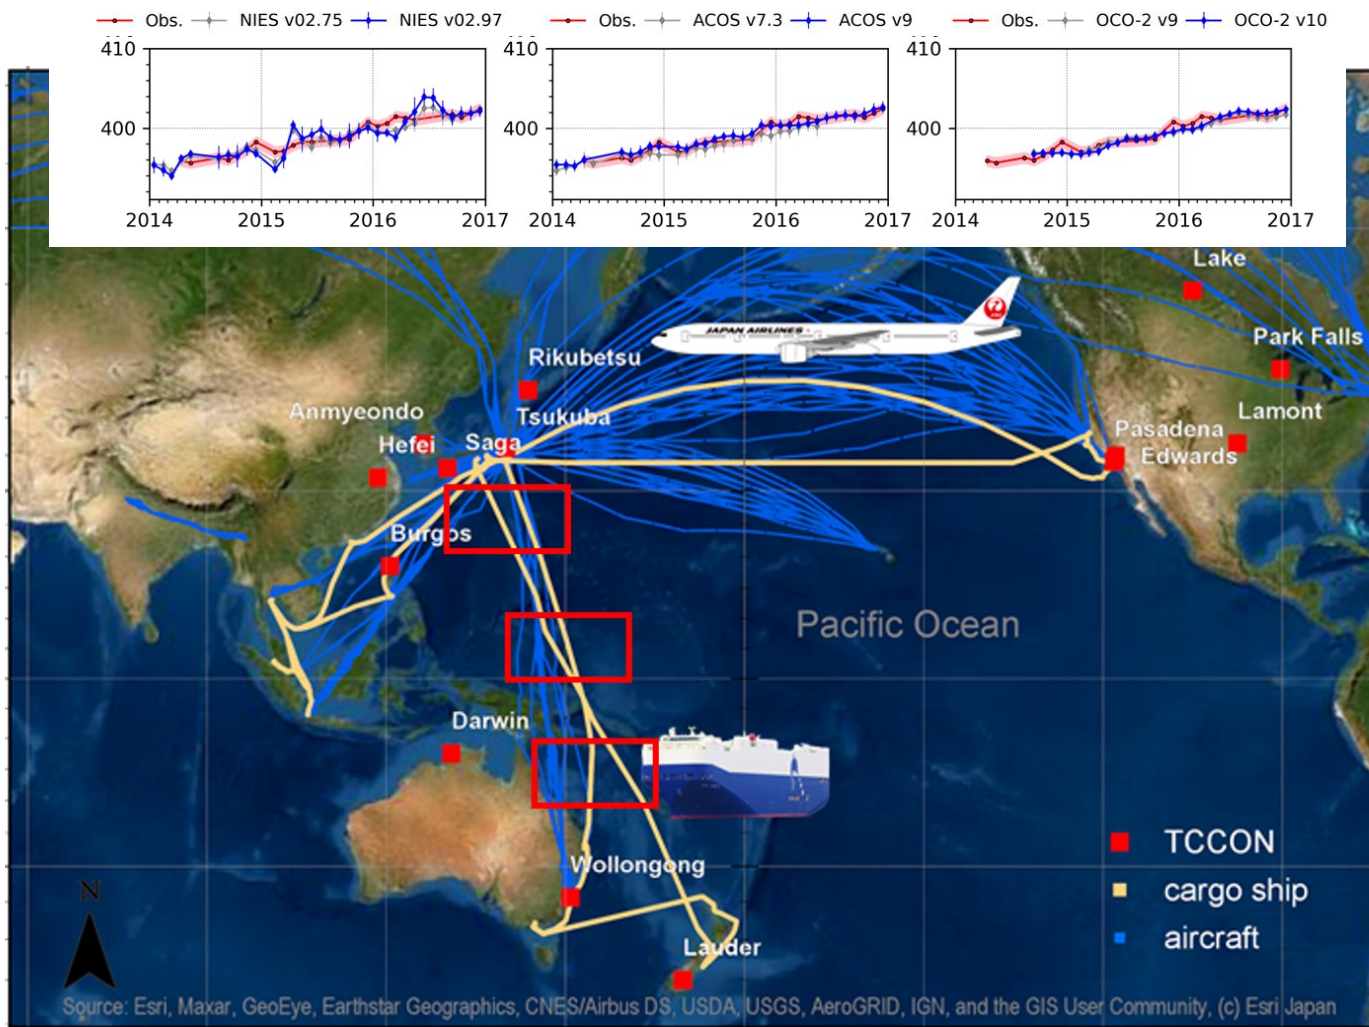 Obs. NIES v02.75 NIES v02.97
Obs. ACOS v7.3 ACOS v9
Obs. OCO-2 v9 OCO-2 v10
410 410 410
400 400 400
2014 2015 2016 2017
2014 2015 2016 2017
2014 2015 2016 2017
Lake
JAPAN AIRLINES
Park Falls
Rikubetsu
Anmyeondo
Tsukuba
Lamont
Hefei
Saga
Pasadena
Edwards
Burgos
Pacific Ocean
Darwin
Wollongong
TCCON
N
cargo ship
aircraft
Lauder
Source: Esri, Maxar, GeoEye, Earthstar Geographics, CNES/Airbus DS, USDA, USGS, AeroGRID, IGN, and the GIS User Community, (c) Esri Japan